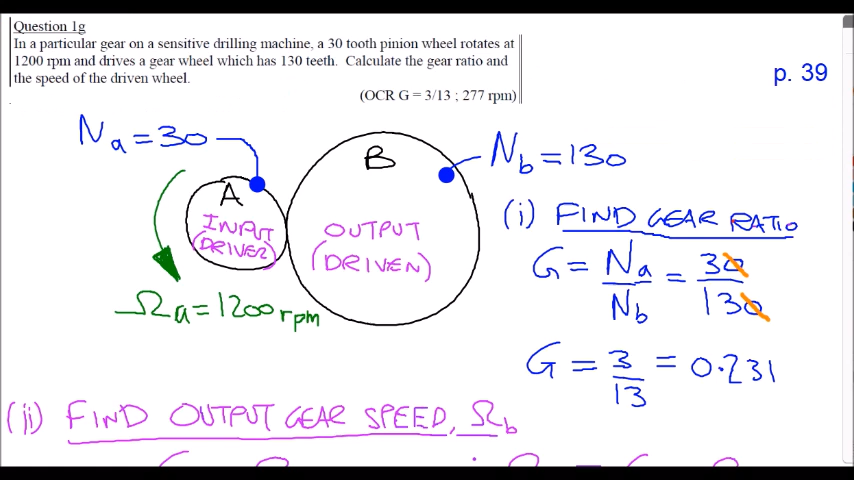 Question 1g
In a particular gear on a sensitive drilling machine, a 30 tooth pinion wheel rotates at
1200 rpm and drives a gear wheel which has 130 teeth. Calculate the gear ratio and
the speed of the driven wheel.
(OCR G = 3/13 ; 277 rpm)
p. 39
Na = 30
Nb = 130
A
INPUT
(DRIVER)
B
OUTPUT
(DRIVEN)
Ωa = 1200 rpm
(i) FIND GEAR RATIO
G = Na/Nb = 30/130
G = 3/13 = 0.231
(ii) FIND OUTPUT GEAR SPEED, Ωb